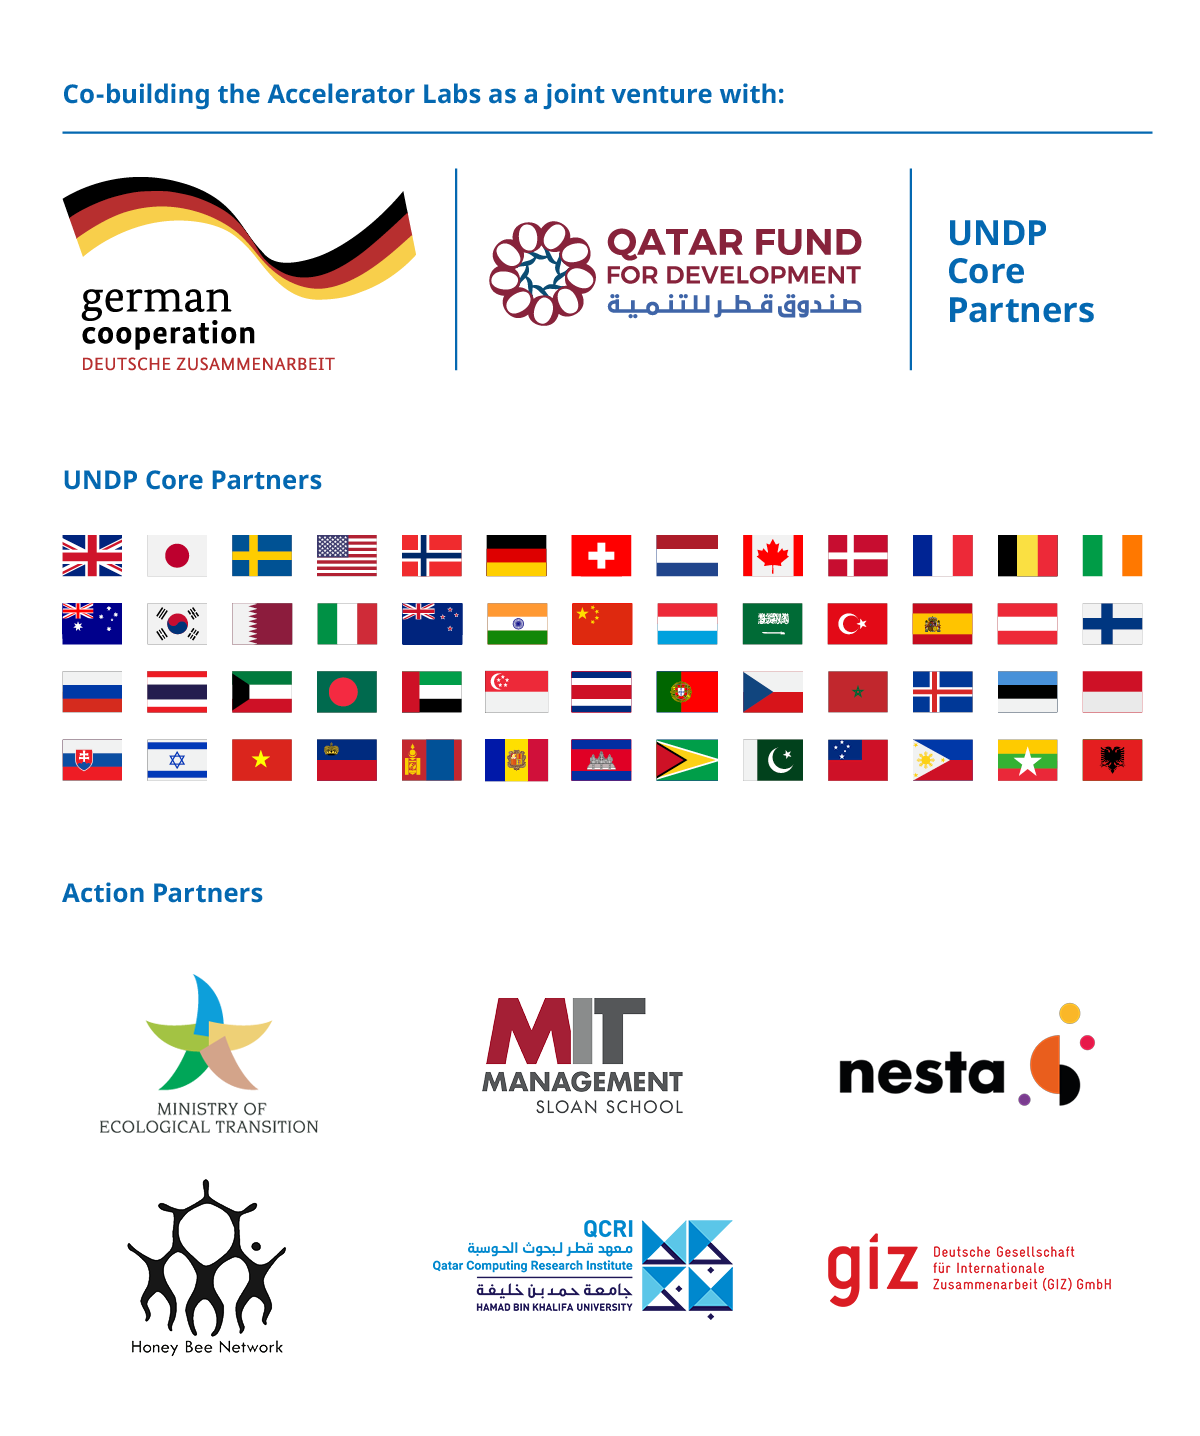 Co-building the Accelerator Labs as a joint venture with:
german
cooperation
DEUTSCHE ZUSAMMENARBEIT
QATAR FUND
FOR DEVELOPMENT
صندوق قطر للتنمية
UNDP
Core
Partners
UNDP Core Partners
Action Partners
MINISTRY OF
ECOLOGICAL TRANSITION
MIT
MANAGEMENT
SLOAN SCHOOL
nesta
Honey Bee Network
QCRI
معهد قطر لبحوث الحوسبة
Qatar Computing Research Institute
جامعة حمد بن خليفة
HAMAD BIN KHALIFA UNIVERSITY
giz
Deutsche Gesellschaft
für Internationale
Zusammenarbeit (GIZ) GmbH